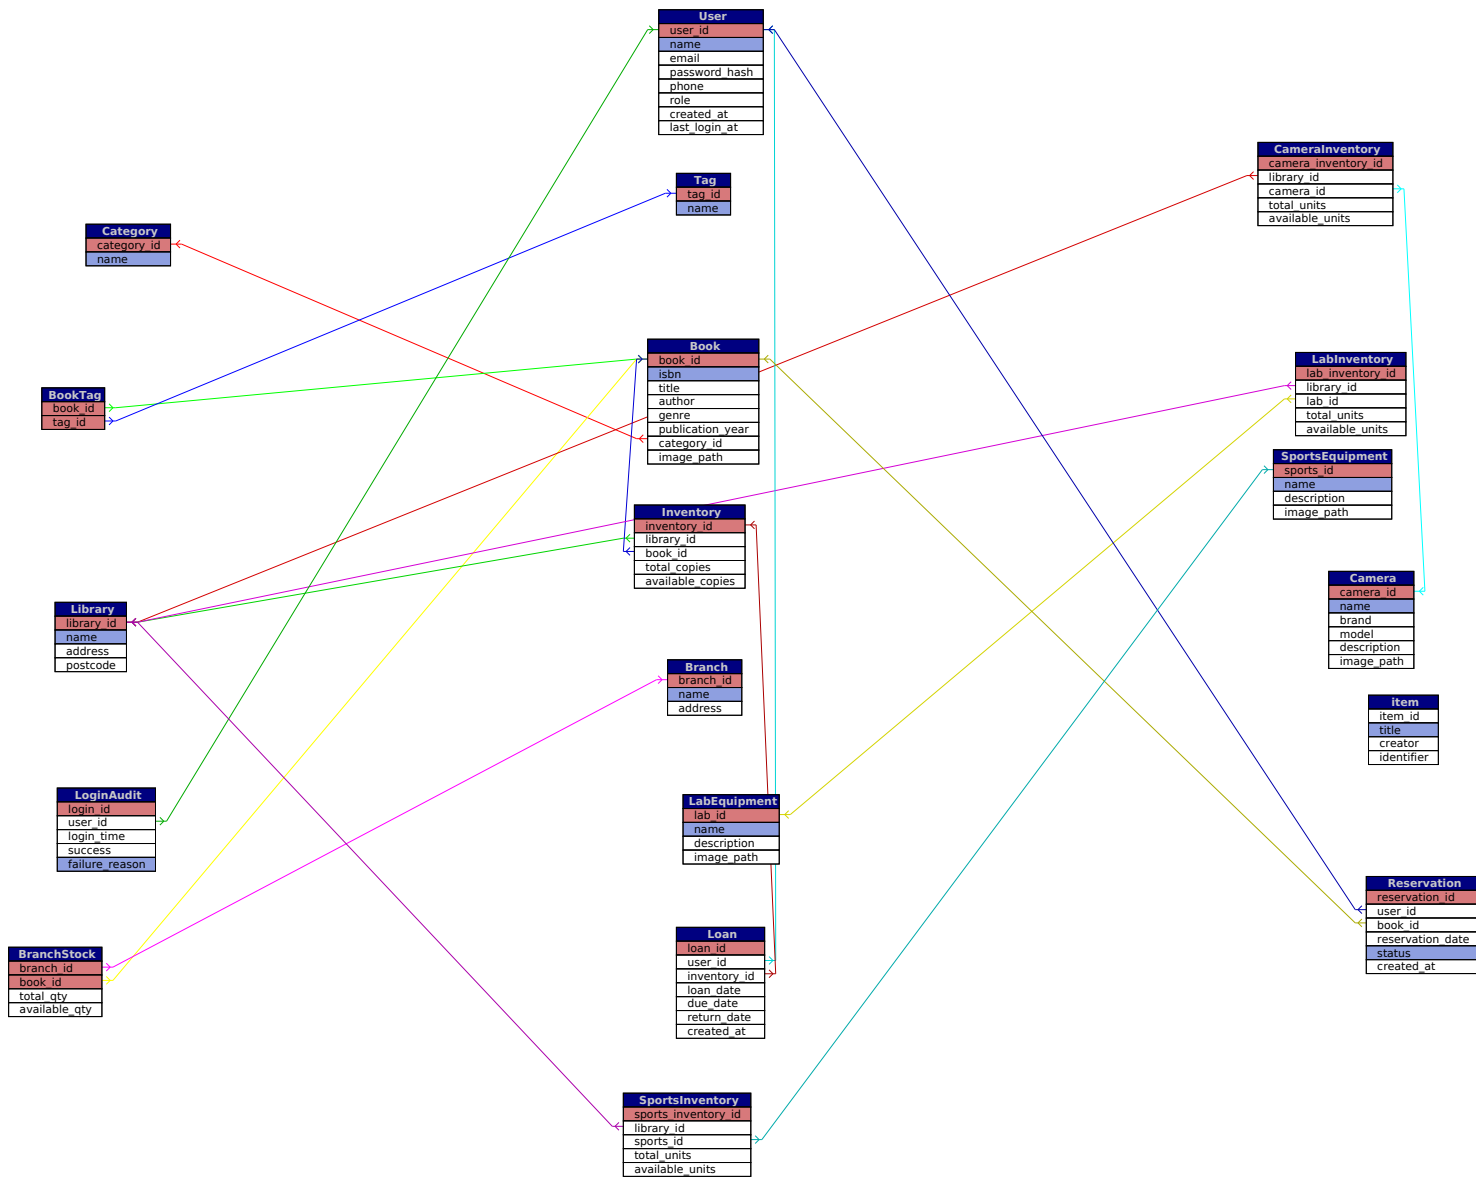 User
user_id
name
email
password_hash
phone
role
created_at
last_login_at
Tag
tag_id
name
CameraInventory
camera_inventory_id
library_id
camera_id
total_units
available_units
Category
category_id
name
Book
book_id
isbn
title
author
genre
publication_year
category_id
image_path
LabInventory
lab_inventory_id
library_id
lab_id
total_units
available_units
BookTag
book_id
tag_id
SportsEquipment
sports_id
name
description
image_path
Inventory
inventory_id
library_id
book_id
total_copies
available_copies
Camera
camera_id
name
brand
model
description
image_path
Library
library_id
name
address
postcode
Branch
branch_id
name
address
item
item_id
title
creator
identifier
LoginAudit
login_id
user_id
login_time
success
failure_reason
LabEquipment
lab_id
name
description
image_path
Reservation
reservation_id
user_id
book_id
reservation_date
status
created_at
Loan
loan_id
user_id
inventory_id
loan_date
due_date
return_date
created_at
BranchStock
branch_id
book_id
total_qty
available_qty
SportsInventory
sports_inventory_id
library_id
sports_id
total_units
available_units